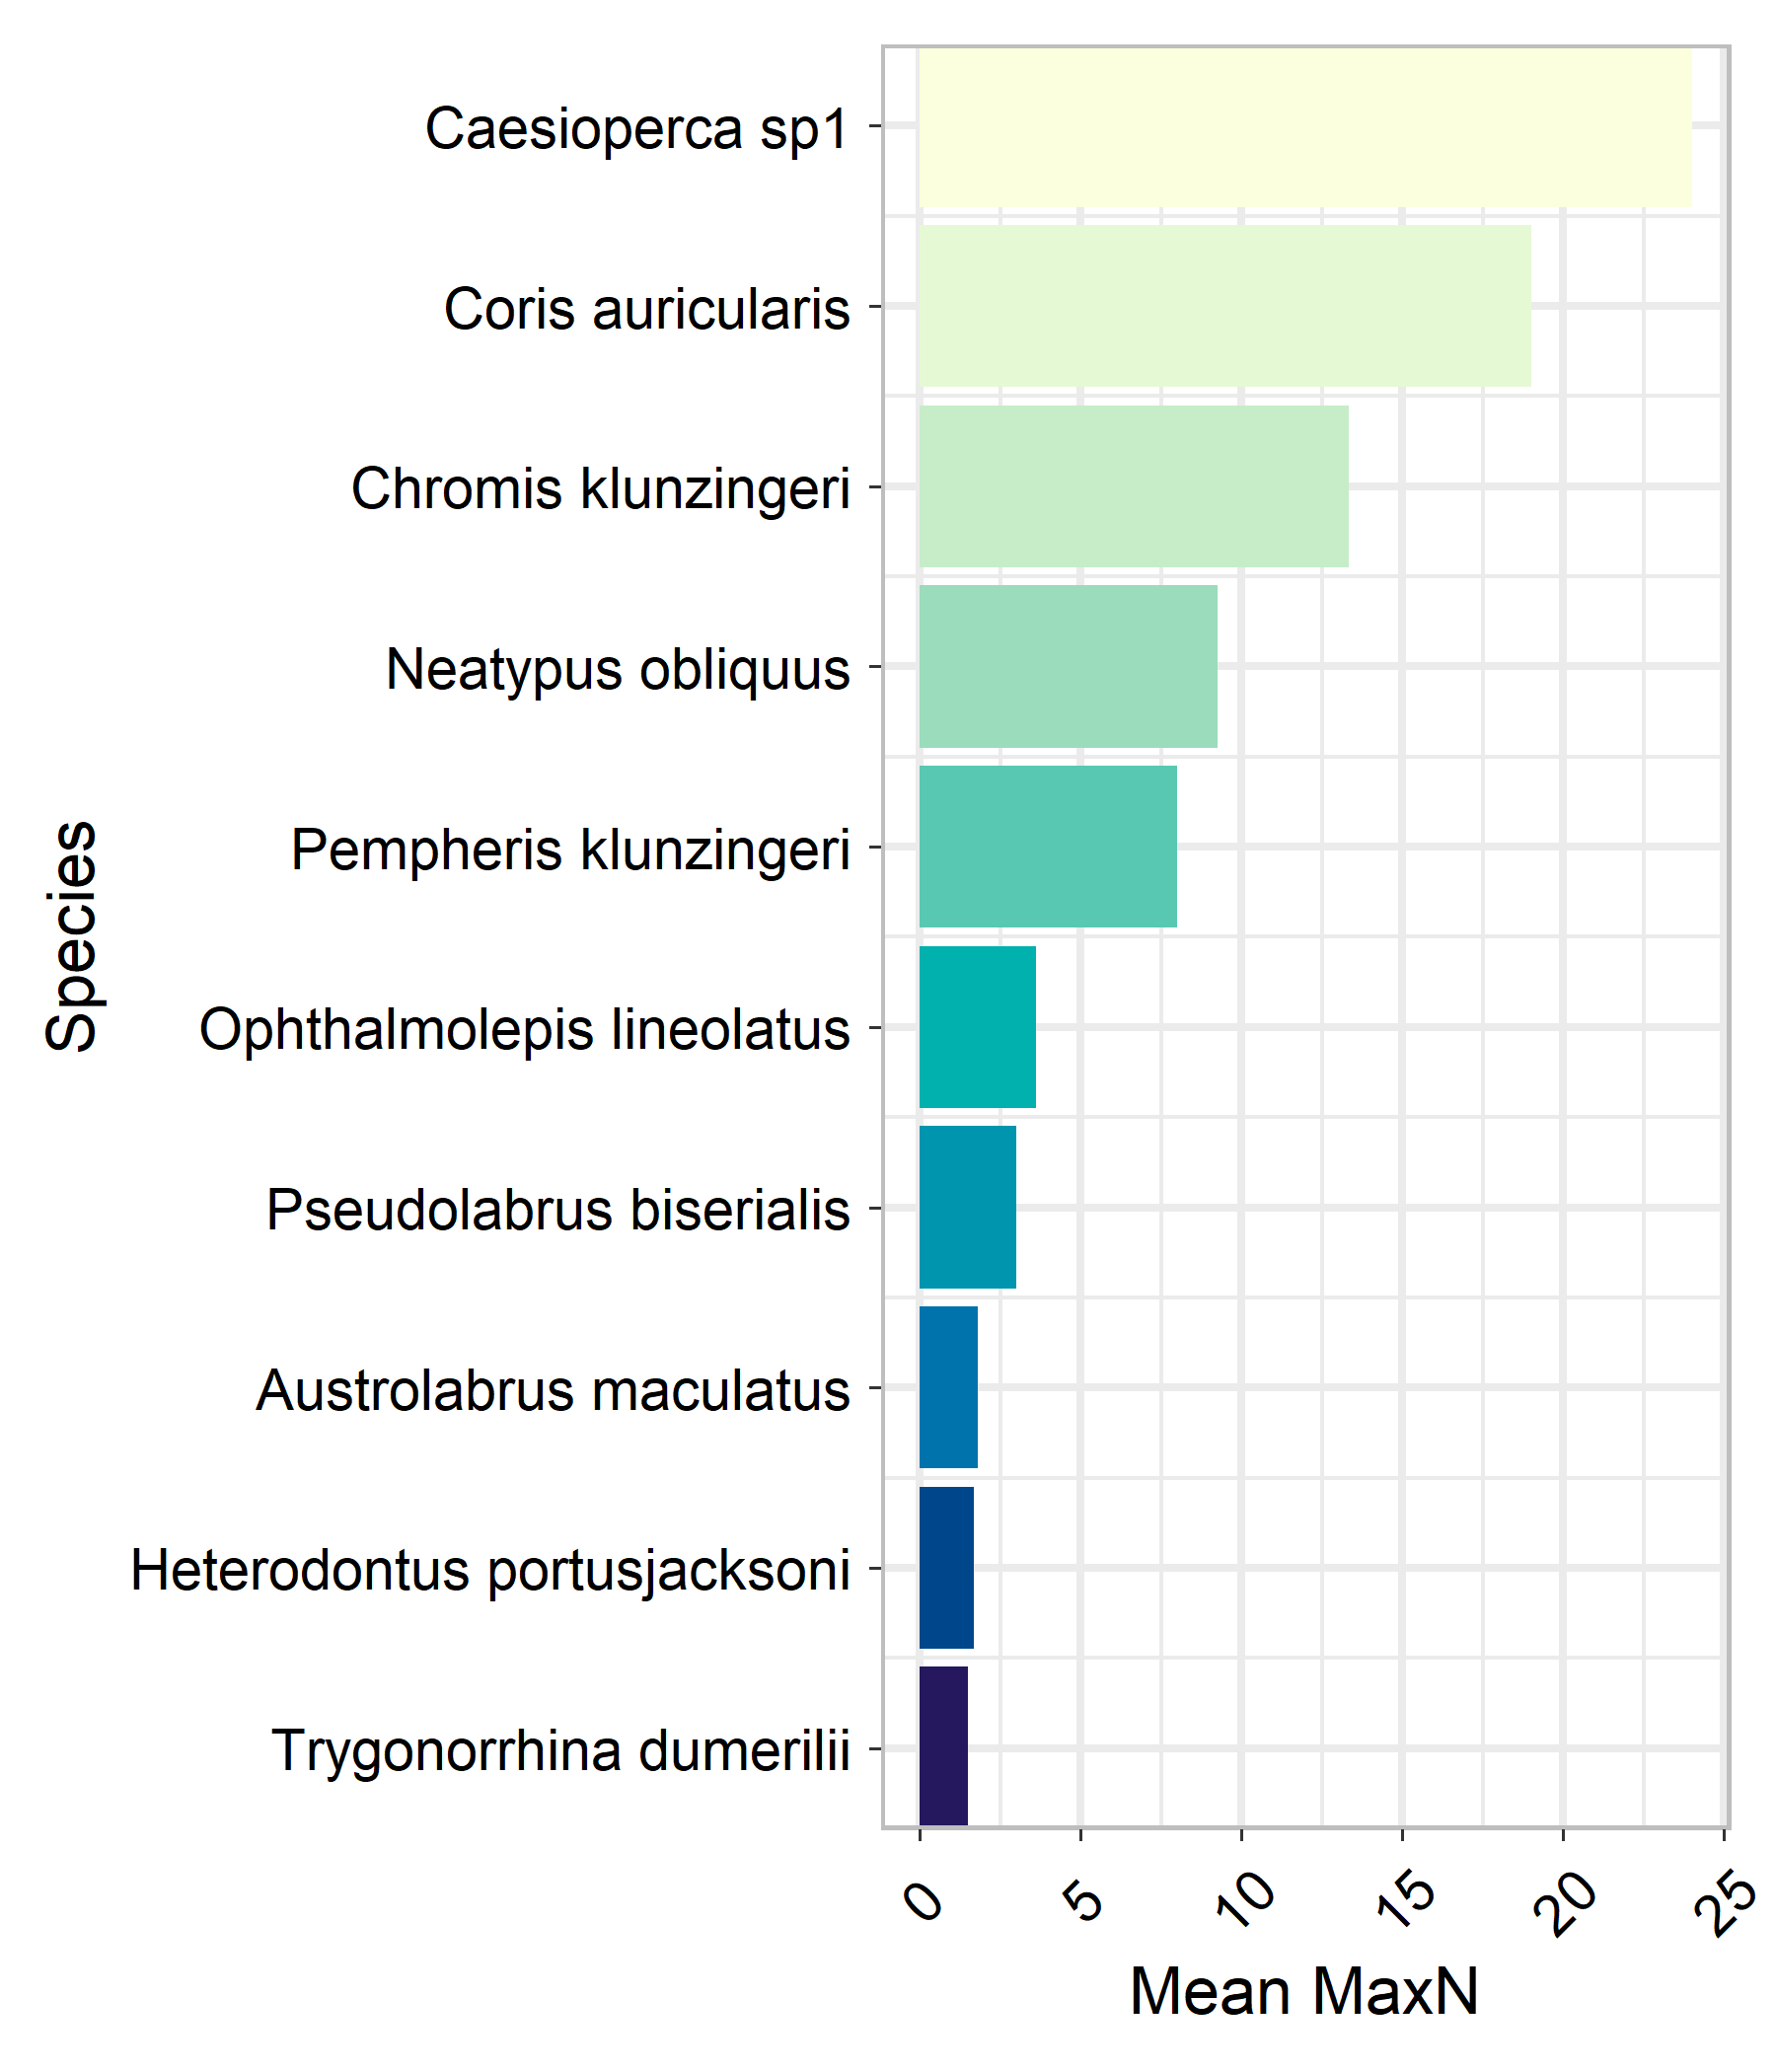 Species
Caesioperca sp1
Coris auricularis
Chromis klunzingeri
Neatypus obliquus
Pempheris klunzingeri
Ophthalmolepis lineolatus
Pseudolabrus biserialis
Austrolabrus maculatus
Heterodontus portusjacksoni
Trygonorrhina dumerilii
0 5 10 15 20 25
Mean MaxN